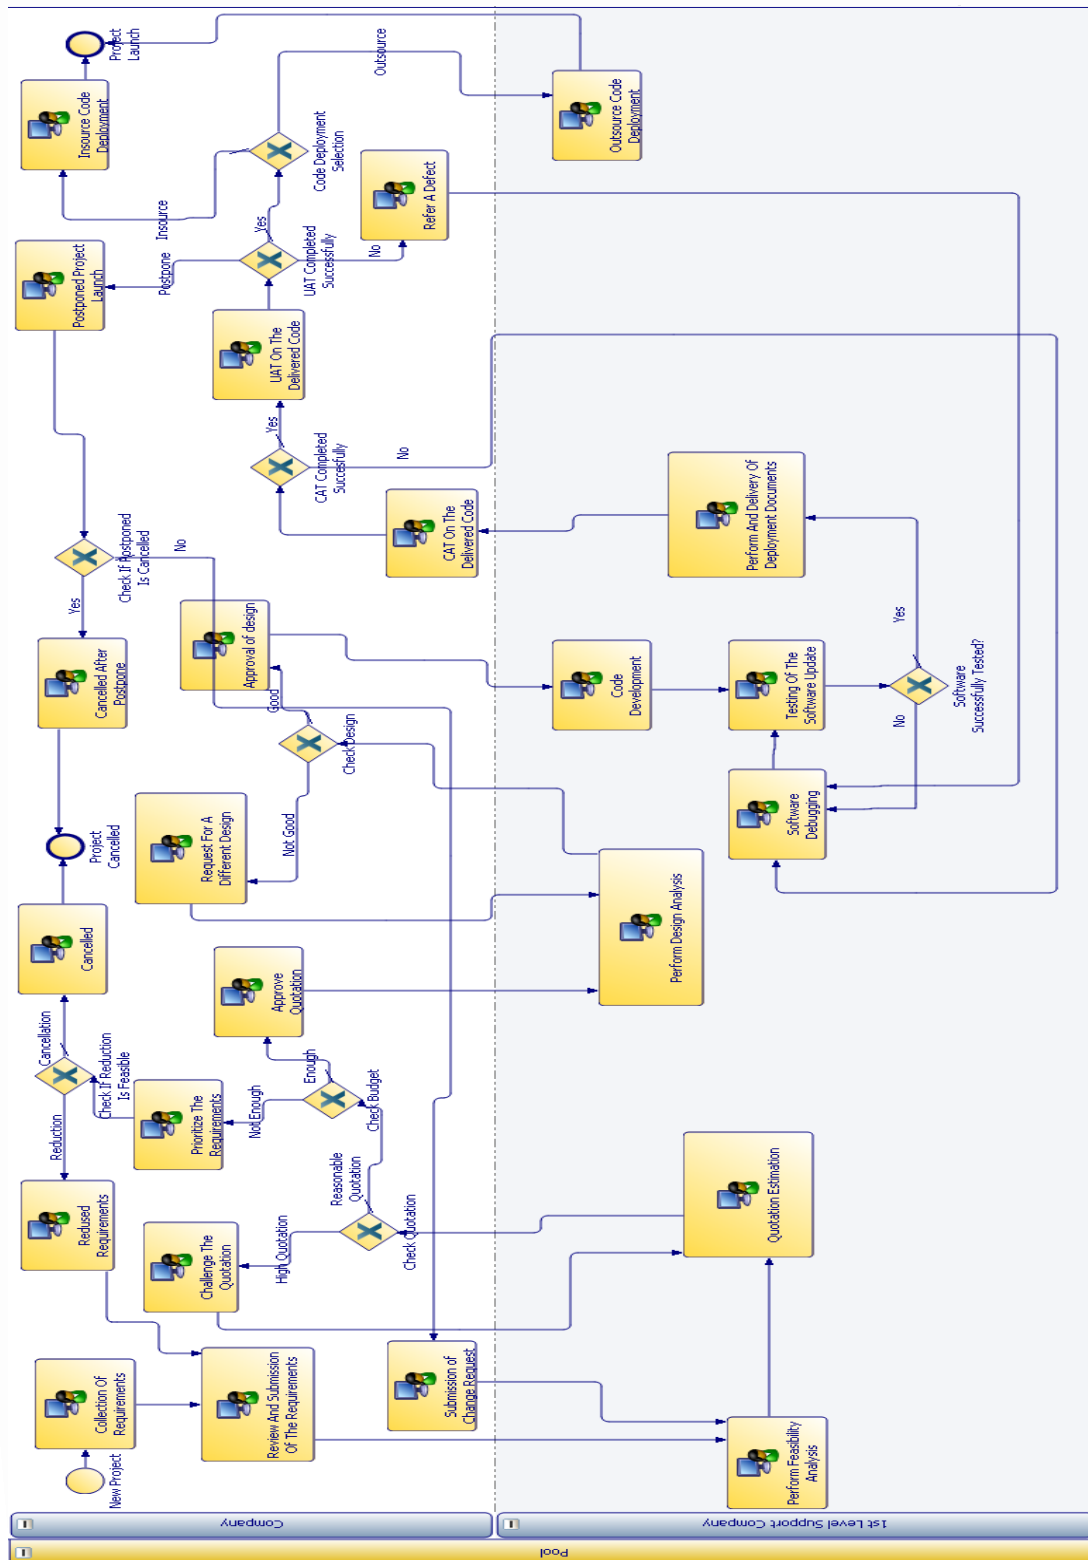 Pool
Company
1st Level Support Company
New Project
Collection Of
Requirements
Review And Submission
Of The Requirements
Redused
Requirements
Reduction
Check If Reduction
Is Feasible
Cancellation
Cancelled
Project
Cancelled
Cancelled After
Postpone
Yes
Check If Postponed
Is Cancelled
No
Postponed Project
Launch
Postpone
Insource
Insource Code
Deployment
Project
Launch
Challenge The
Quotation
High Quotation
Check Quotation
Reasonable
Quotation
Prioritize The
Requirements
Not Enough
Check Budget
Enough
Approve
Quotation
Request For A
Different Design
Not Good
Check Design
Good
Approval of design
Submission of
Change Request
CAT On The
Delivered Code
CAT Completed
Succesfully
Yes
No
UAT On The
Delivered Code
UAT Completed
Successfully
Yes
No
Refer A Defect
Code Deployment
Selection
Outsource
Perform Feasibility
Analysis
Quotation Estimation
Perform Design Analysis
Code
Development
Testing Of The
Software Update
Software
Debugging
No
Software
Successfully Tested?
Yes
Perform And Delivery Of
Deployment Documents
Outsource Code
Deployment